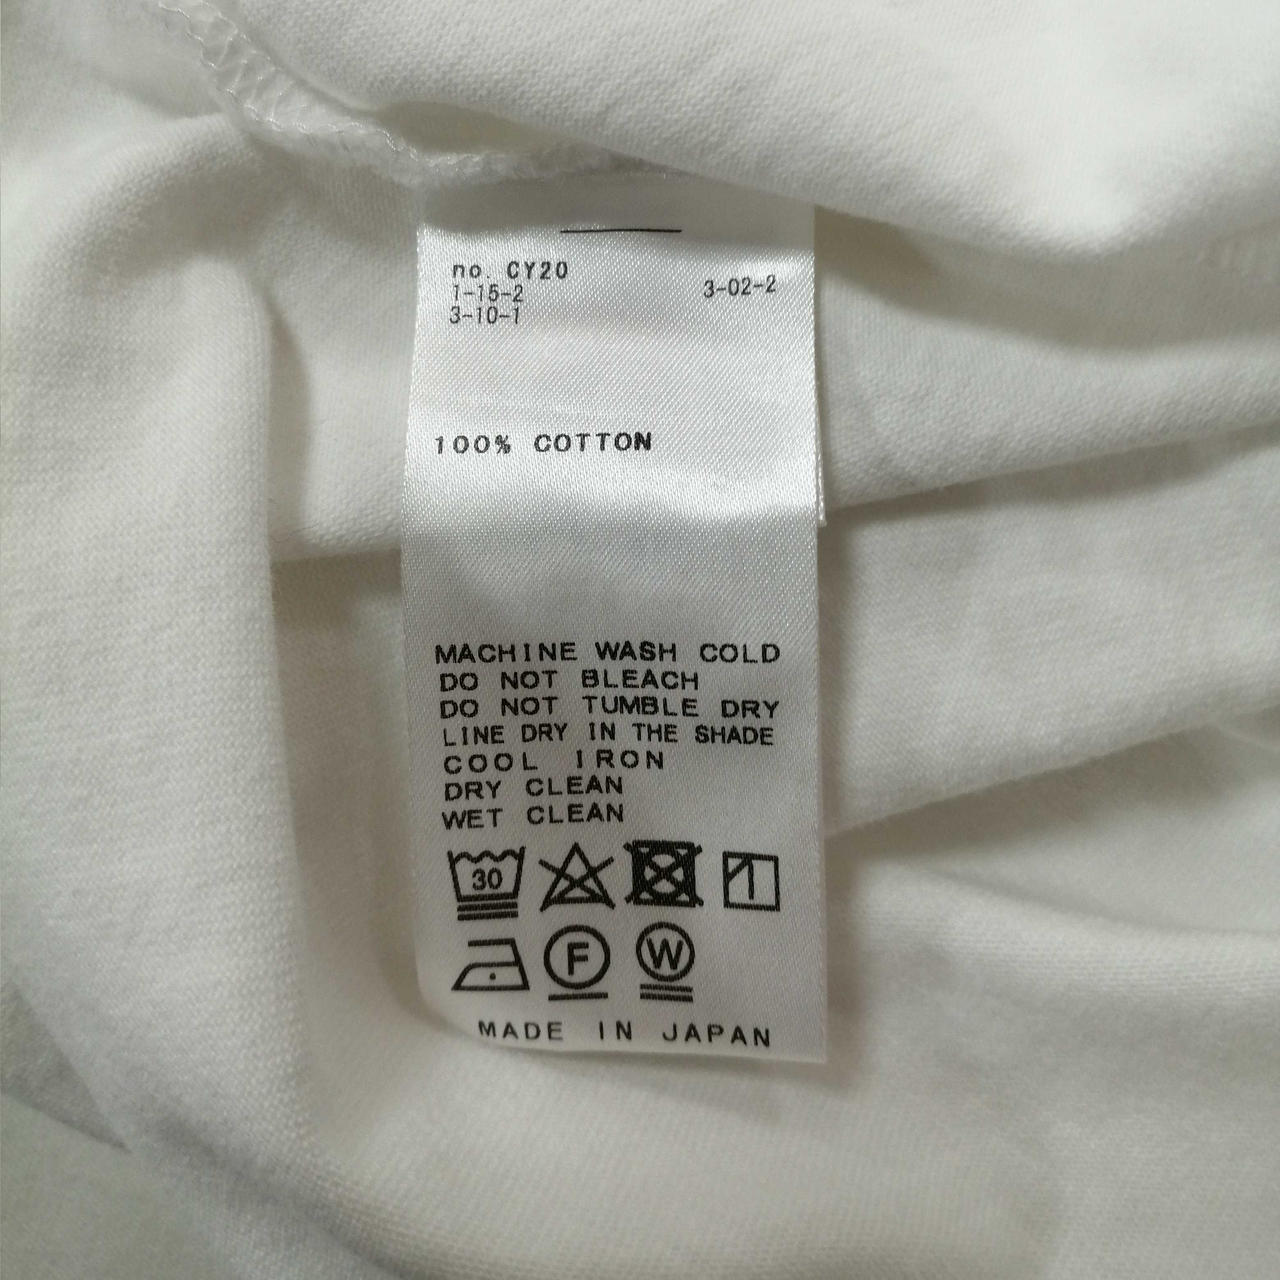 no. CY20
1-15-2 3-02-2
3-10-1
100% COTTON
MACHINE WASH COLD
DO NOT BLEACH
DO NOT TUMBLE DRY
LINE DRY IN THE SHADE
COOL IRON
DRY CLEAN
WET CLEAN
30
F W
MADE IN JAPAN